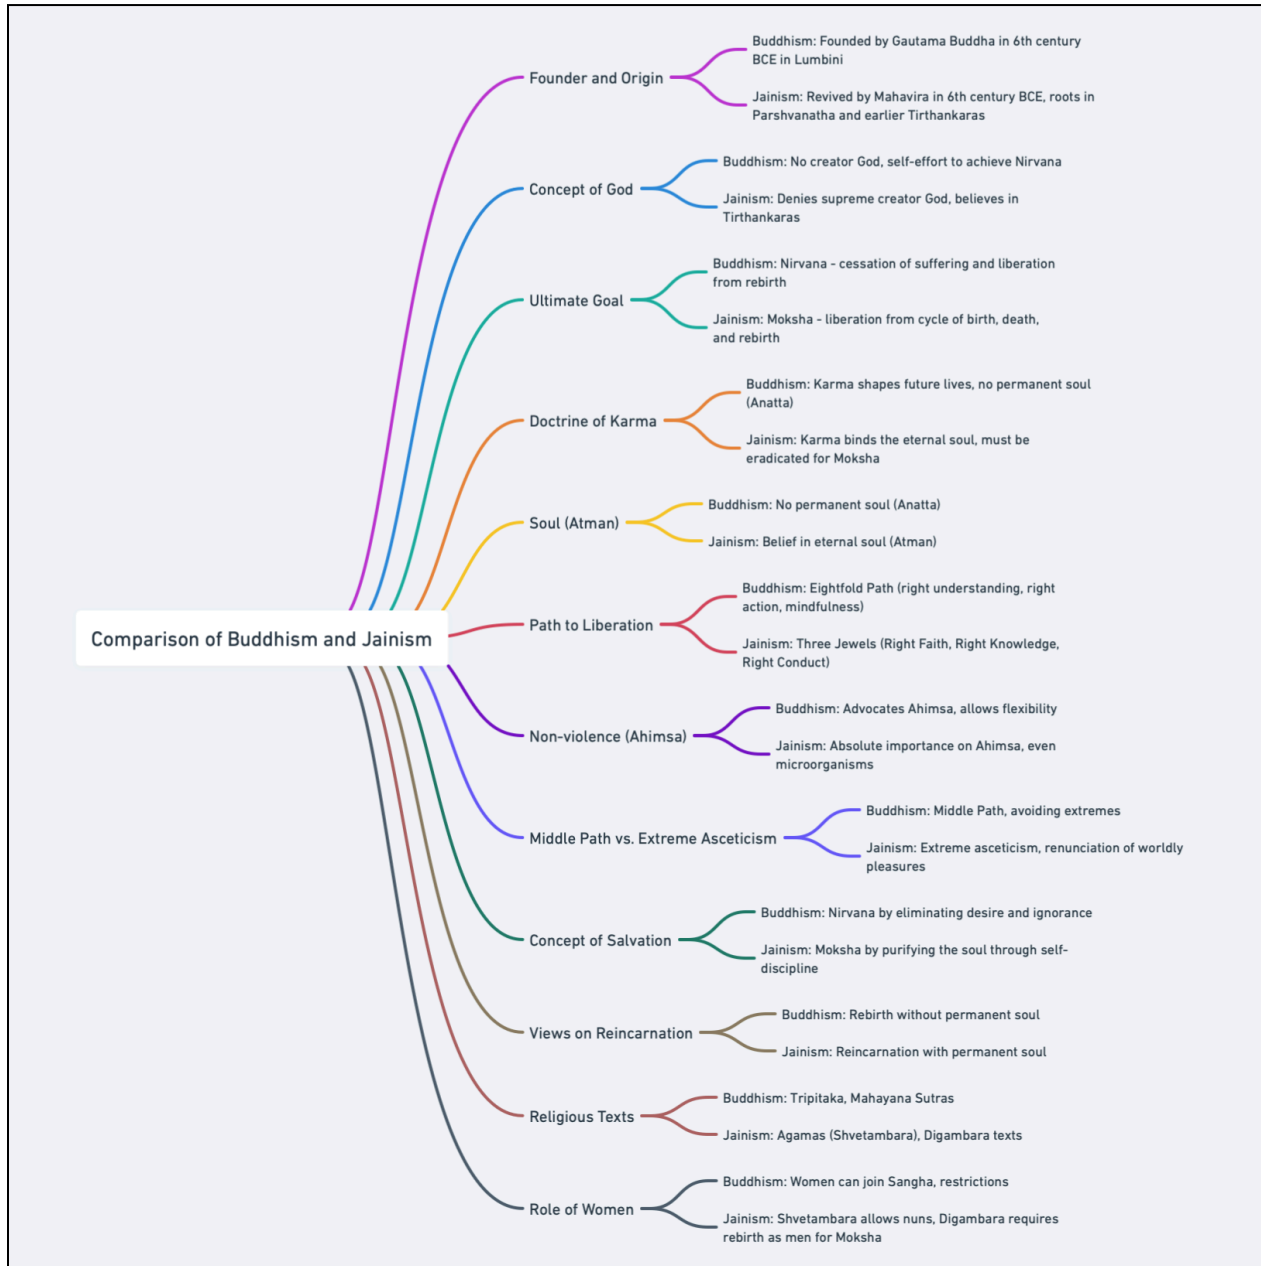 Founder and Origin
Buddhism: Founded by Gautama Buddha in 6th century
BCE in Lumbini
Jainism: Revived by Mahavira in 6th century BCE, roots in
Parshvanatha and earlier Tirthankaras
Concept of God
Buddhism: No creator God, self-effort to achieve Nirvana
Jainism: Denies supreme creator God, believes in
Tirthankaras
Ultimate Goal
Buddhism: Nirvana - cessation of suffering and liberation
from rebirth
Jainism: Moksha - liberation from cycle of birth, death,
and rebirth
Doctrine of Karma
Buddhism: Karma shapes future lives, no permanent soul
(Anatta)
Jainism: Karma binds the eternal soul, must be
eradicated for Moksha
Soul (Atman)
Buddhism: No permanent soul (Anatta)
Jainism: Belief in eternal soul (Atman)
Comparison of Buddhism and Jainism
Path to Liberation
Buddhism: Eightfold Path (right understanding, right
action, mindfulness)
Jainism: Three Jewels (Right Faith, Right Knowledge,
Right Conduct)
Non-violence (Ahimsa)
Buddhism: Advocates Ahimsa, allows flexibility
Jainism: Absolute importance on Ahimsa, even
microorganisms
Middle Path vs. Extreme Asceticism
Buddhism: Middle Path, avoiding extremes
Jainism: Extreme asceticism, renunciation of worldly
pleasures
Concept of Salvation
Buddhism: Nirvana by eliminating desire and ignorance
Jainism: Moksha by purifying the soul through self-
discipline
Views on Reincarnation
Buddhism: Rebirth without permanent soul
Jainism: Reincarnation with permanent soul
Religious Texts
Buddhism: Tripitaka, Mahayana Sutras
Jainism: Agamas (Shvetambara), Digambara texts
Role of Women
Buddhism: Women can join Sangha, restrictions
Jainism: Shvetambara allows nuns, Digambara requires
rebirth as men for Moksha